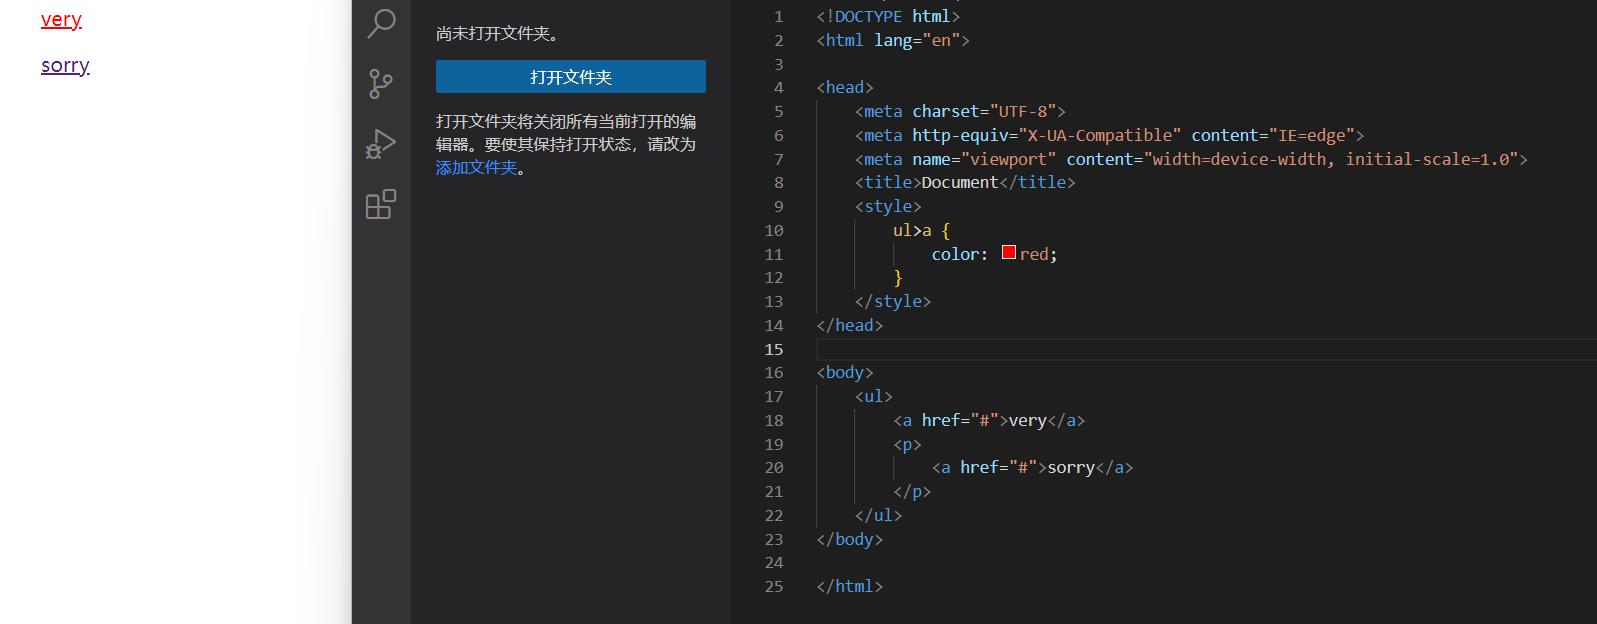 very
sorry
尚未打开文件夹。
打开文件夹
打开文件夹将关闭所有当前打开的编
辑器。要使其保持打开状态，请改为
添加文件夹。
1 <!DOCTYPE html>
2 <html lang="en">
3
4 <head>
5 <meta charset="UTF-8">
6 <meta http-equiv="X-UA-Compatible" content="IE=edge">
7 <meta name="viewport" content="width=device-width, initial-scale=1.0">
8 <title>Document</title>
9 <style>
10 ul>a {
11 color: red;
12 }
13 </style>
14 </head>
15
16 <body>
17 <ul>
18 <a href="#">very</a>
19 <p>
20 <a href="#">sorry</a>
21 </p>
22 </ul>
23 </body>
24
25 </html>